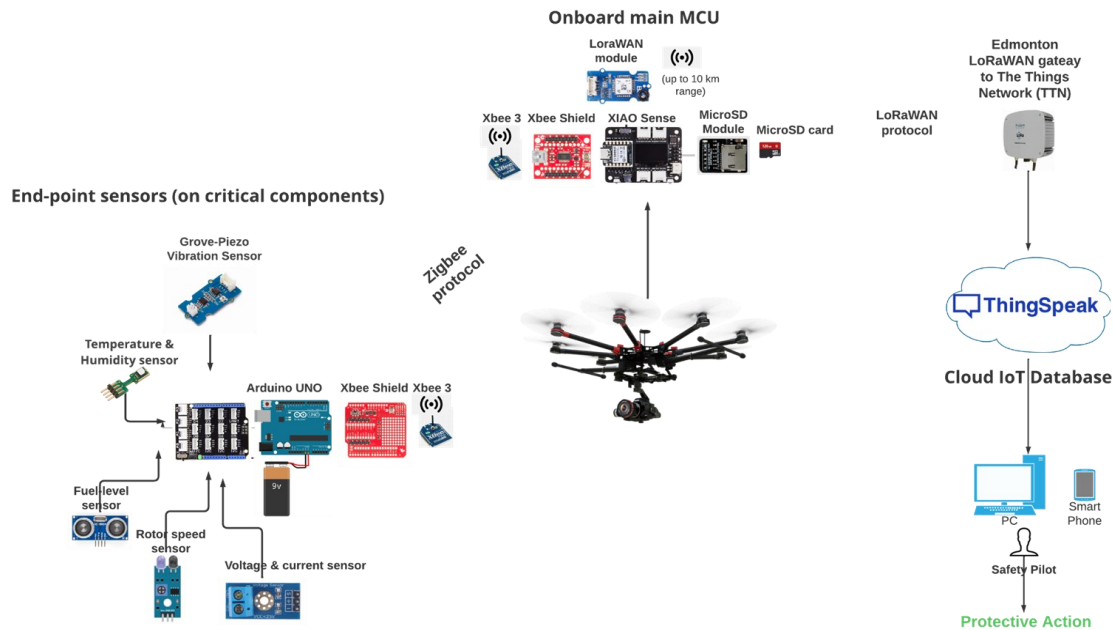 Onboard main MCU
LoraWAN
module
(up to 10 km
range)
Edmonton
LoRaWAN gateay
to The Things
Network (TTN)
LoRaWAN
protocol
Xbee 3
Xbee Shield
XIAO Sense
MicroSD
Module
MicroSD card
End-point sensors (on critical components)
Grove-Piezo
Vibration Sensor
Zigbee
protocol
ThingSpeak
Temperature &
Humidity sensor
Cloud IoT Database
Arduino UNO
Xbee Shield
Xbee 3
9v
Fuel-level
sensor
Rotor speed
sensor
Voltage & current sensor
PC
Smart
Phone
Safety Pilot
Protective Action